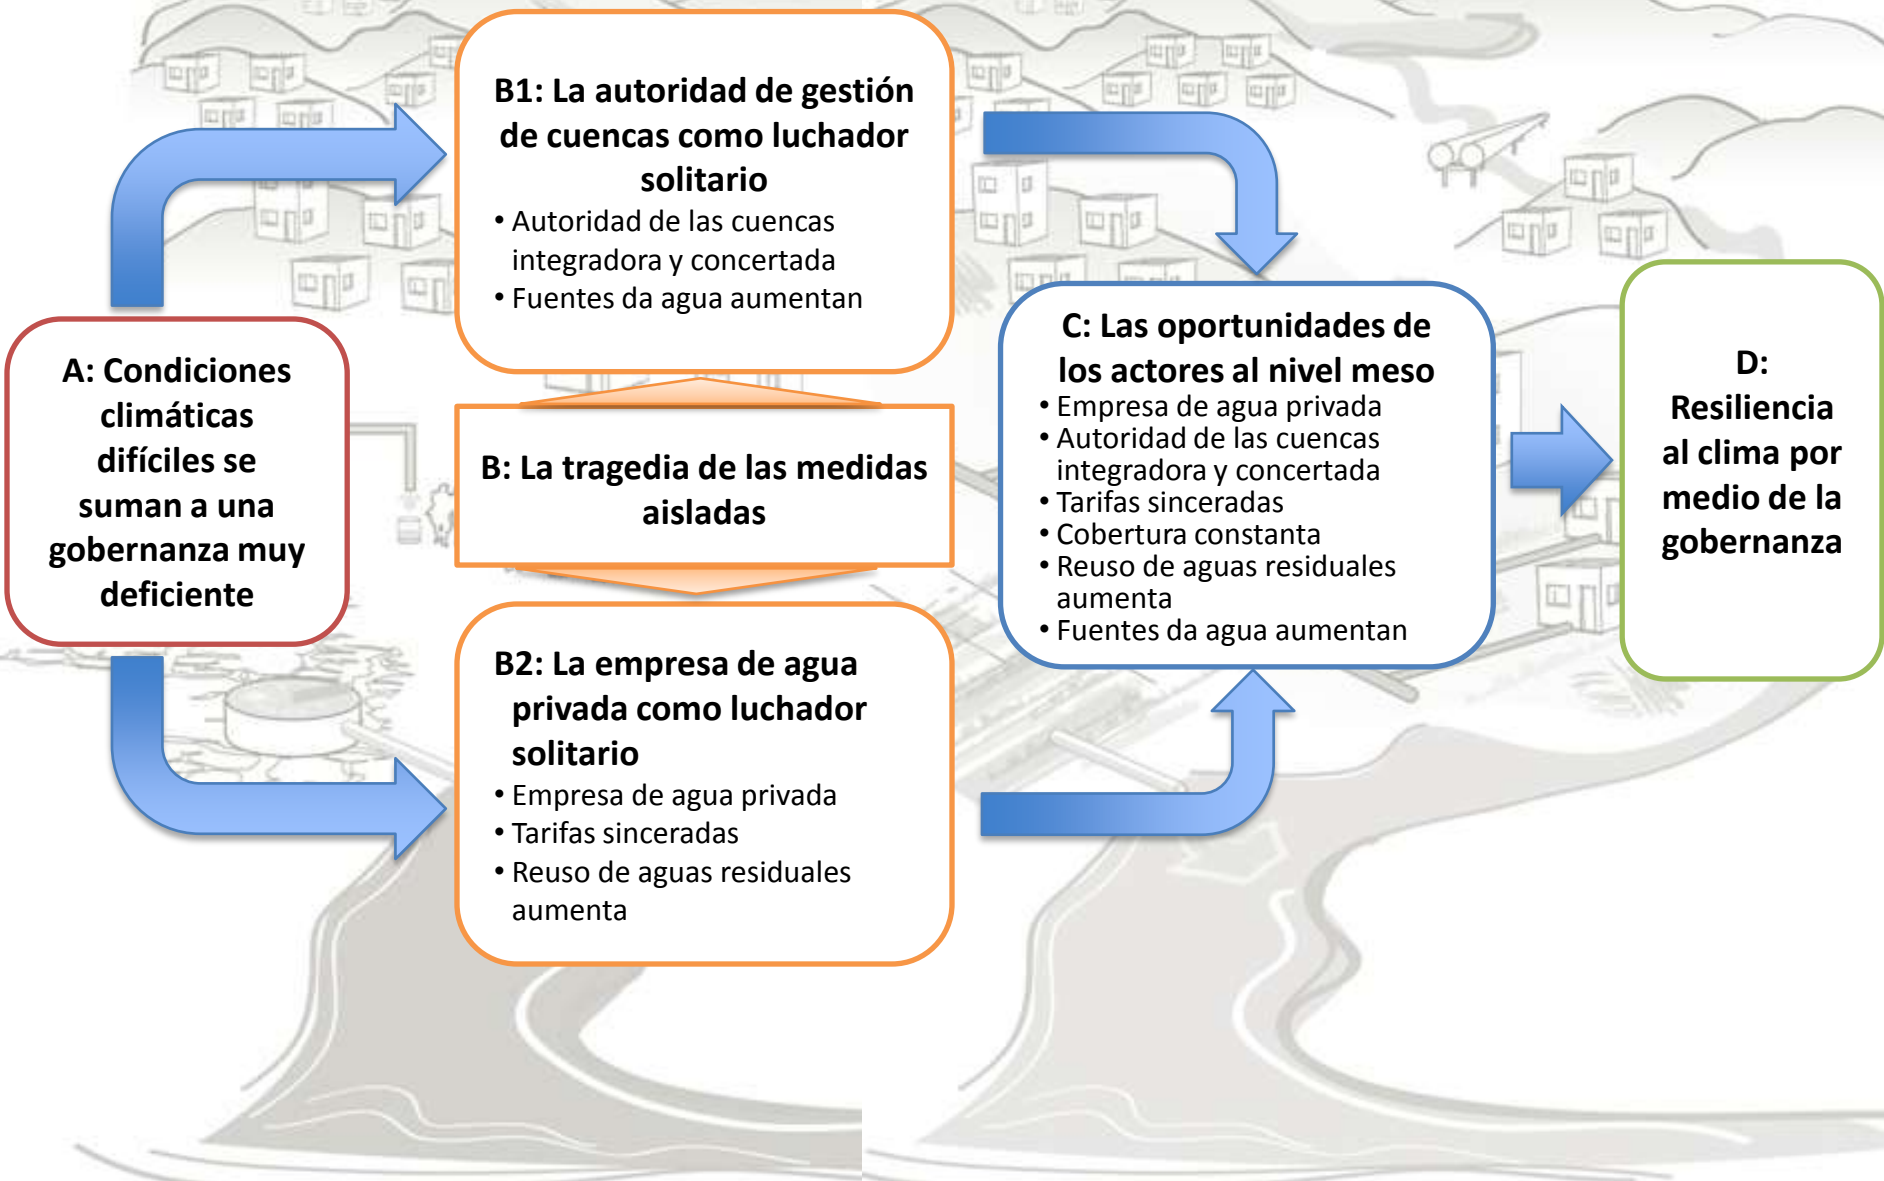 A: Condiciones
climáticas
difíciles se
suman a una
gobernanza muy
deficiente
B1: La autoridad de gestión
de cuencas como luchador
solitario
• Autoridad de las cuencas
integradora y concertada
• Fuentes da agua aumentan
B: La tragedia de las medidas
aisladas
B2: La empresa de agua
privada como luchador
solitario
• Empresa de agua privada
• Tarifas sinceradas
• Reuso de aguas residuales
aumenta
C: Las oportunidades de
los actores al nivel meso
• Empresa de agua privada
• Autoridad de las cuencas
integradora y concertada
• Tarifas sinceradas
• Cobertura constanta
• Reuso de aguas residuales
aumenta
• Fuentes da agua aumentan
D:
Resiliencia
al clima por
medio de la
gobernanza